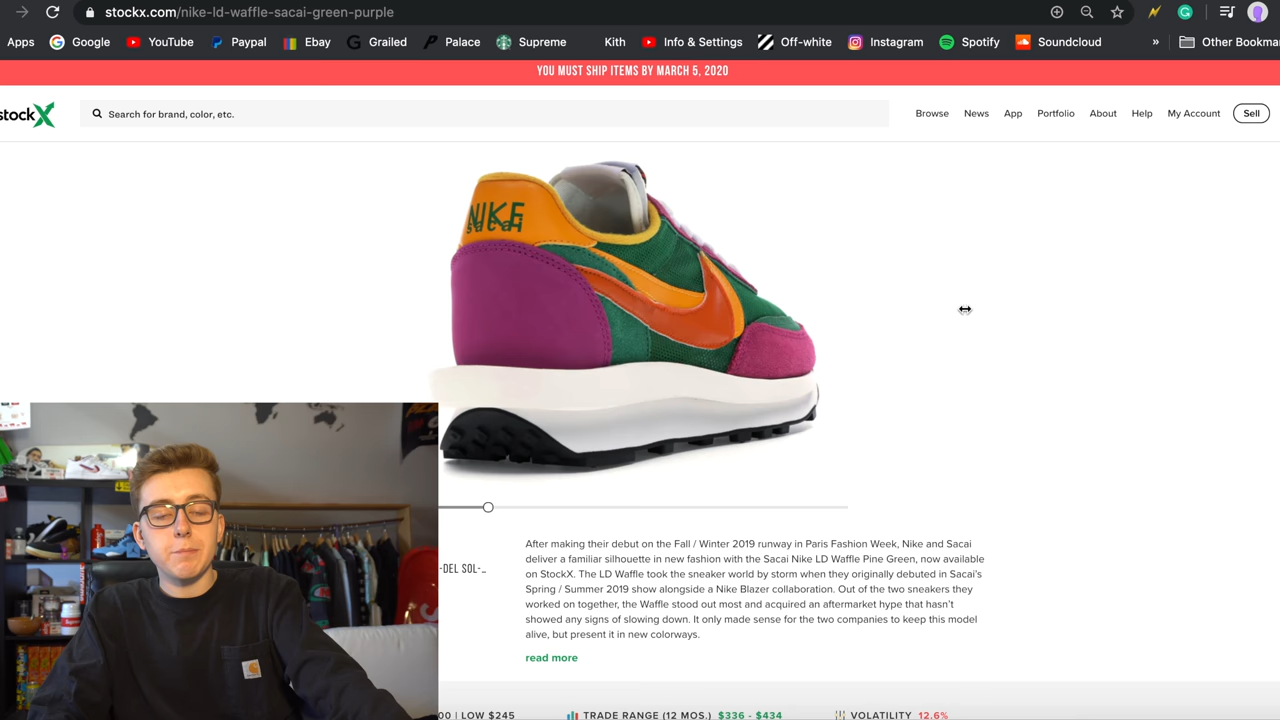 stockx.com/nike-ld-waffle-sacai-green-purple
Apps Google YouTube Paypal Ebay Grailed Palace Supreme Kith Info & Settings Off-white Instagram Spotify Soundcloud » Other Bookma
YOU MUST SHIP ITEMS BY MARCH 5, 2020
stockX Search for brand, color, etc. Browse News App Portfolio About Help My Account Sell
NIKE
sacai
-DEL SOL-...
After making their debut on the Fall / Winter 2019 runway in Paris Fashion Week, Nike and Sacai
deliver a familiar silhouette in new fashion with the Sacai Nike LD Waffle Pine Green, now available
on StockX. The LD Waffle took the sneaker world by storm when they originally debuted in Sacai's
Spring / Summer 2019 show alongside a Nike Blazer collaboration. Out of the two sneakers they
worked on together, the Waffle stood out most and acquired an aftermarket hype that hasn't
showed any signs of slowing down. It only made sense for the two companies to keep this model
alive, but present it in new colorways.
read more
00 | LOW $245 TRADE RANGE (12 MOS.) $336 - $434 VOLATILITY 12.6%